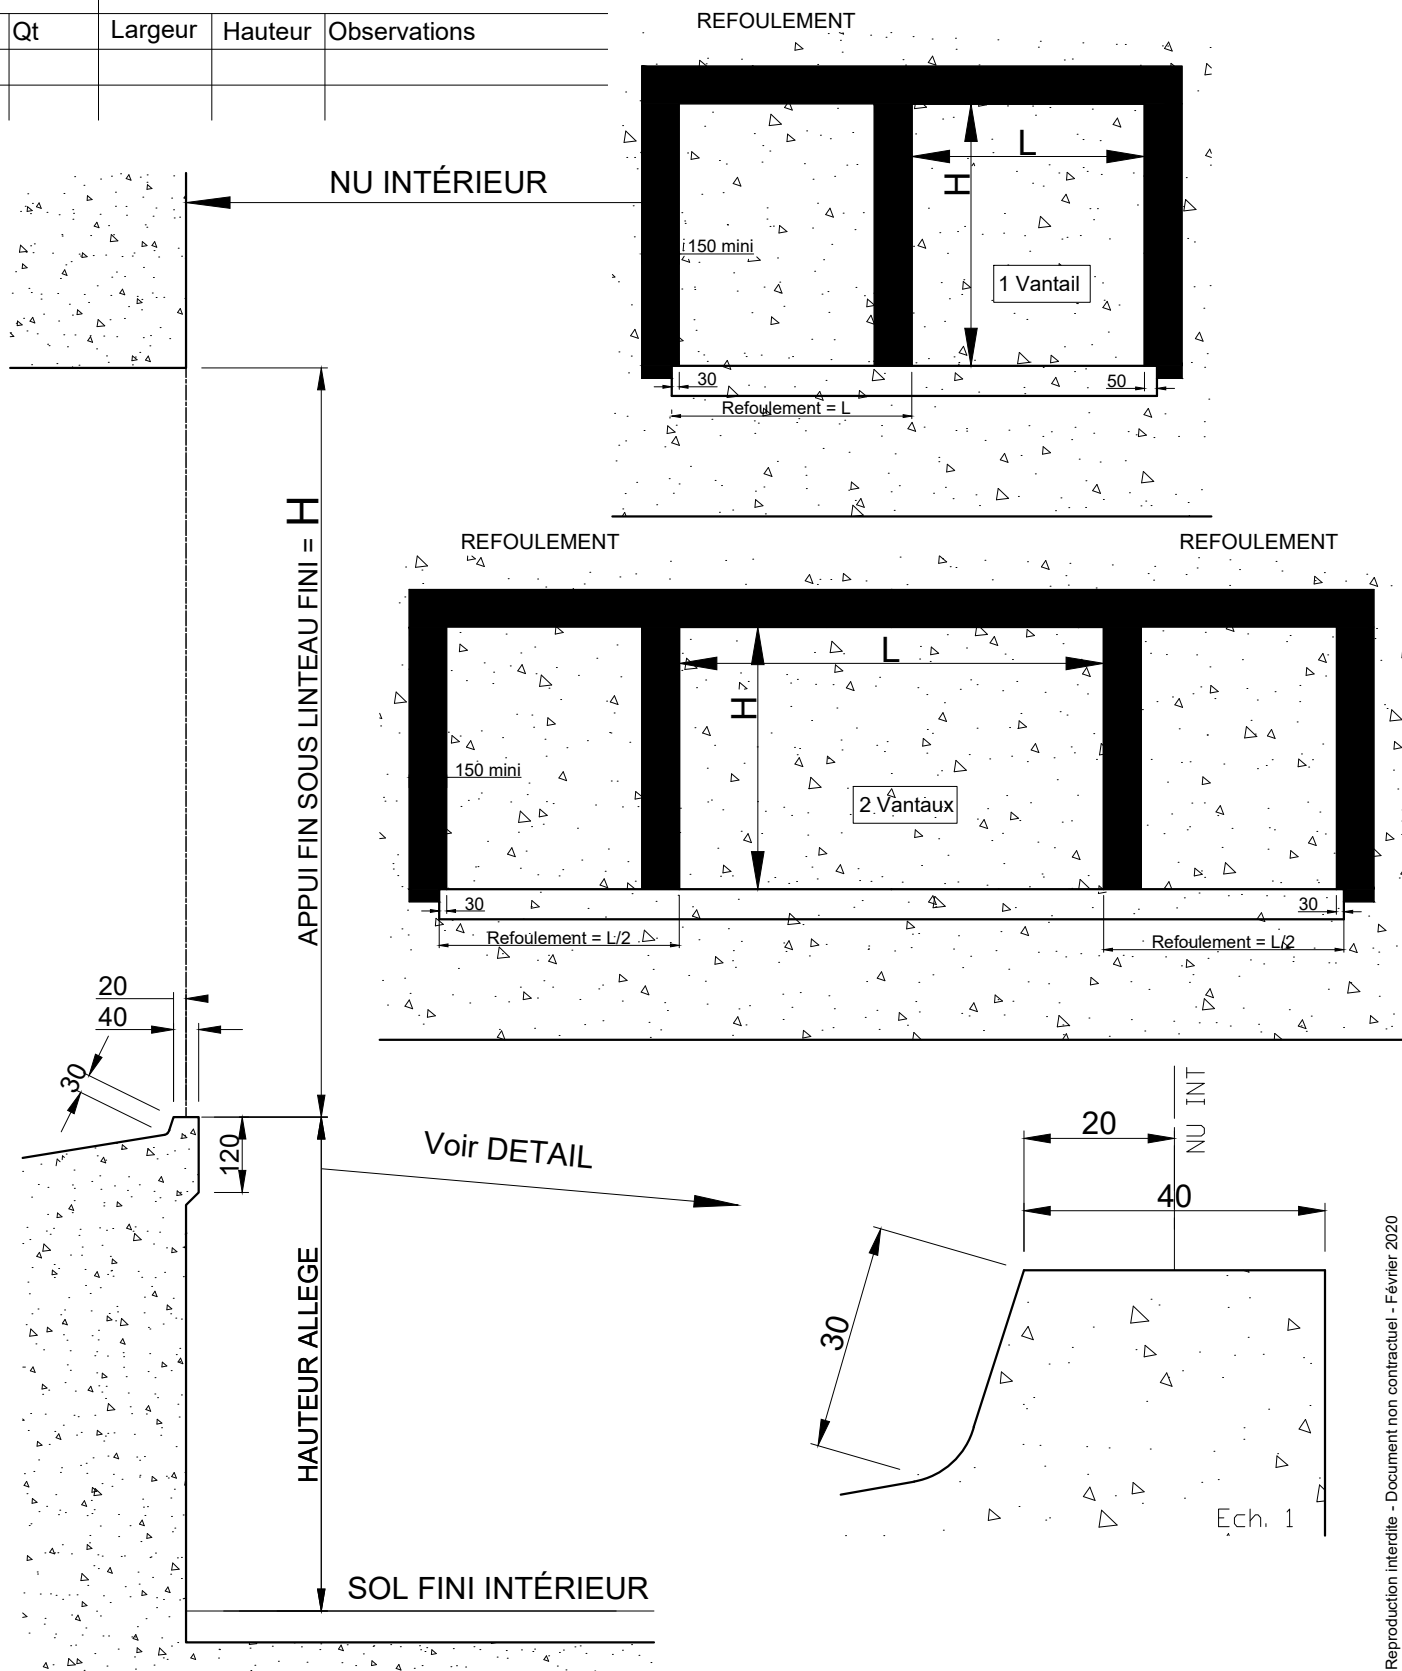 Qt Largeur Hauteur Observations
REFOULEMENT
NU INTÉRIEUR
L
H
150 mini
1 Vantail
30
50
Refoulement = L
REFOULEMENT
REFOULEMENT
L
H
150 mini
2 Vantaux
30
30
Refoulement = L/2
Refoulement = L/2
APPUI FIN SOUS LINTEAU FINI = H
20
40
30
120
Voir DETAIL
HAUTEUR ALLEGE
SOL FINI INTÉRIEUR
NU INT
20
40
30
Ech. 1
Reproduction interdite - Document non contractuel - Février 2020